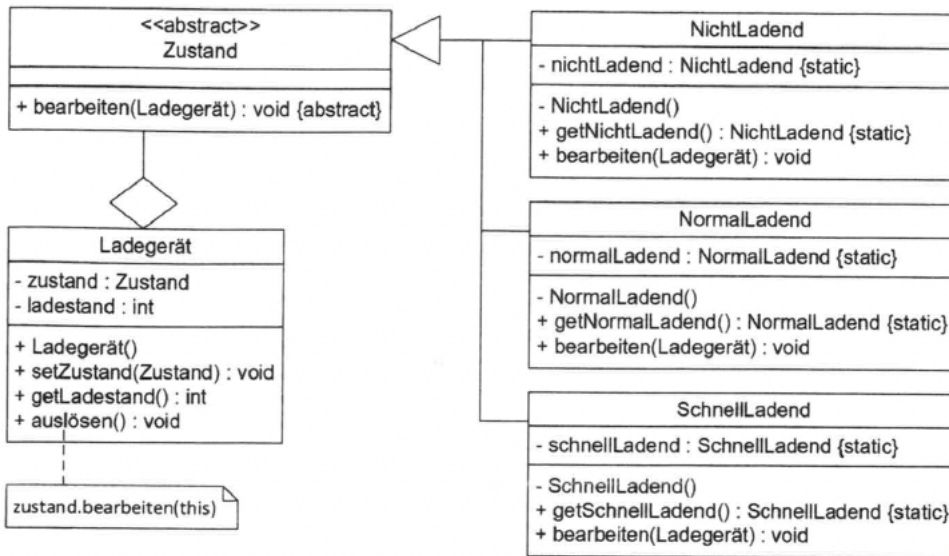 <<abstract>>
Zustand
+ bearbeiten(Ladegerät) : void {abstract}
Ladegerät
- zustand : Zustand
- ladestand : int
+ Ladegerät()
+ setZustand(Zustand) : void
+ getLadestand() : int
+ auslösen() : void
zustand.bearbeiten(this)
NichtLadend
- nichtLadend : NichtLadend {static}
- NichtLadend()
+ getNichtLadend() : NichtLadend {static}
+ bearbeiten(Ladegerät) : void
NormalLadend
- normalLadend : NormalLadend {static}
- NormalLadend()
+ getNormalLadend() : NormalLadend {static}
+ bearbeiten(Ladegerät) : void
SchnellLadend
- schnellLadend : SchnellLadend {static}
- SchnellLadend()
+ getSchnellLadend() : SchnellLadend {static}
+ bearbeiten(Ladegerät) : void